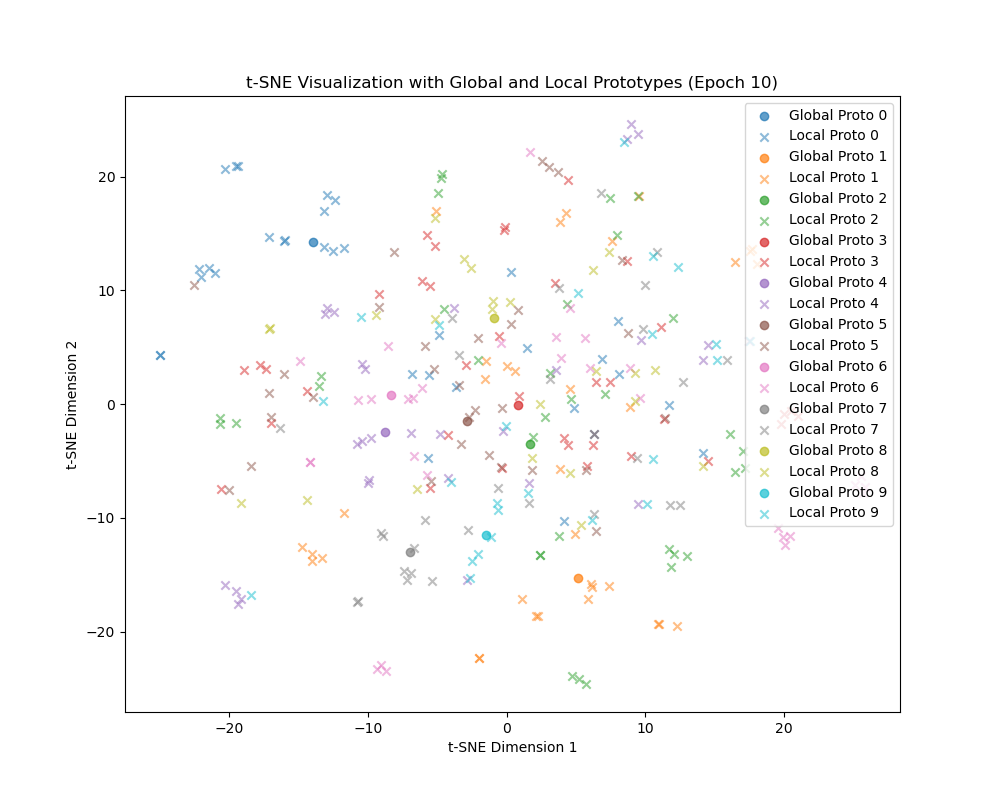 t-SNE Visualization with Global and Local Prototypes (Epoch 10)
Global Proto 0
Local Proto 0
Global Proto 1
Local Proto 1
Global Proto 2
Local Proto 2
Global Proto 3
Local Proto 3
Global Proto 4
Local Proto 4
Global Proto 5
Local Proto 5
Global Proto 6
Local Proto 6
Global Proto 7
Local Proto 7
Global Proto 8
Local Proto 8
Global Proto 9
Local Proto 9
t-SNE Dimension 2
20
10
0
−10
−20
−20 −10 0 10 20
t-SNE Dimension 1